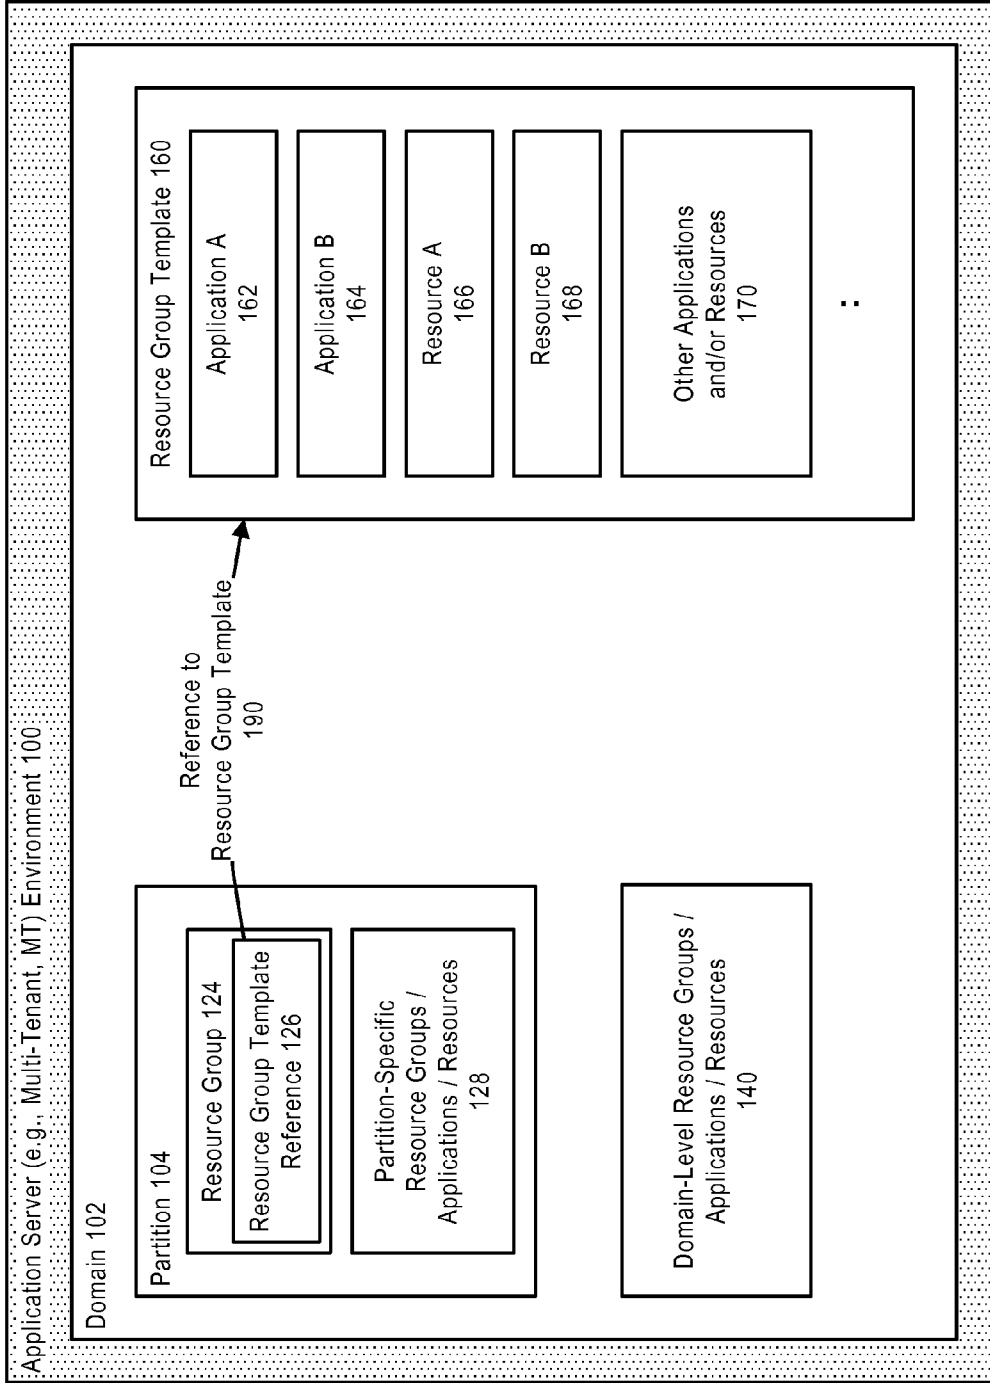 Application Server (e.g., Multi-Tenant, MT) Environment 100
Domain 102
Partition 104
Resource Group 124
Resource Group Template
Reference 126
Partition-Specific
Resource Groups /
Applications / Resources
128
Domain-Level Resource Groups /
Applications / Resources
140
Reference to
Resource Group Template
190
Resource Group Template 160
Application A
162
Application B
164
Resource A
166
Resource B
168
Other Applications
and/or Resources
170